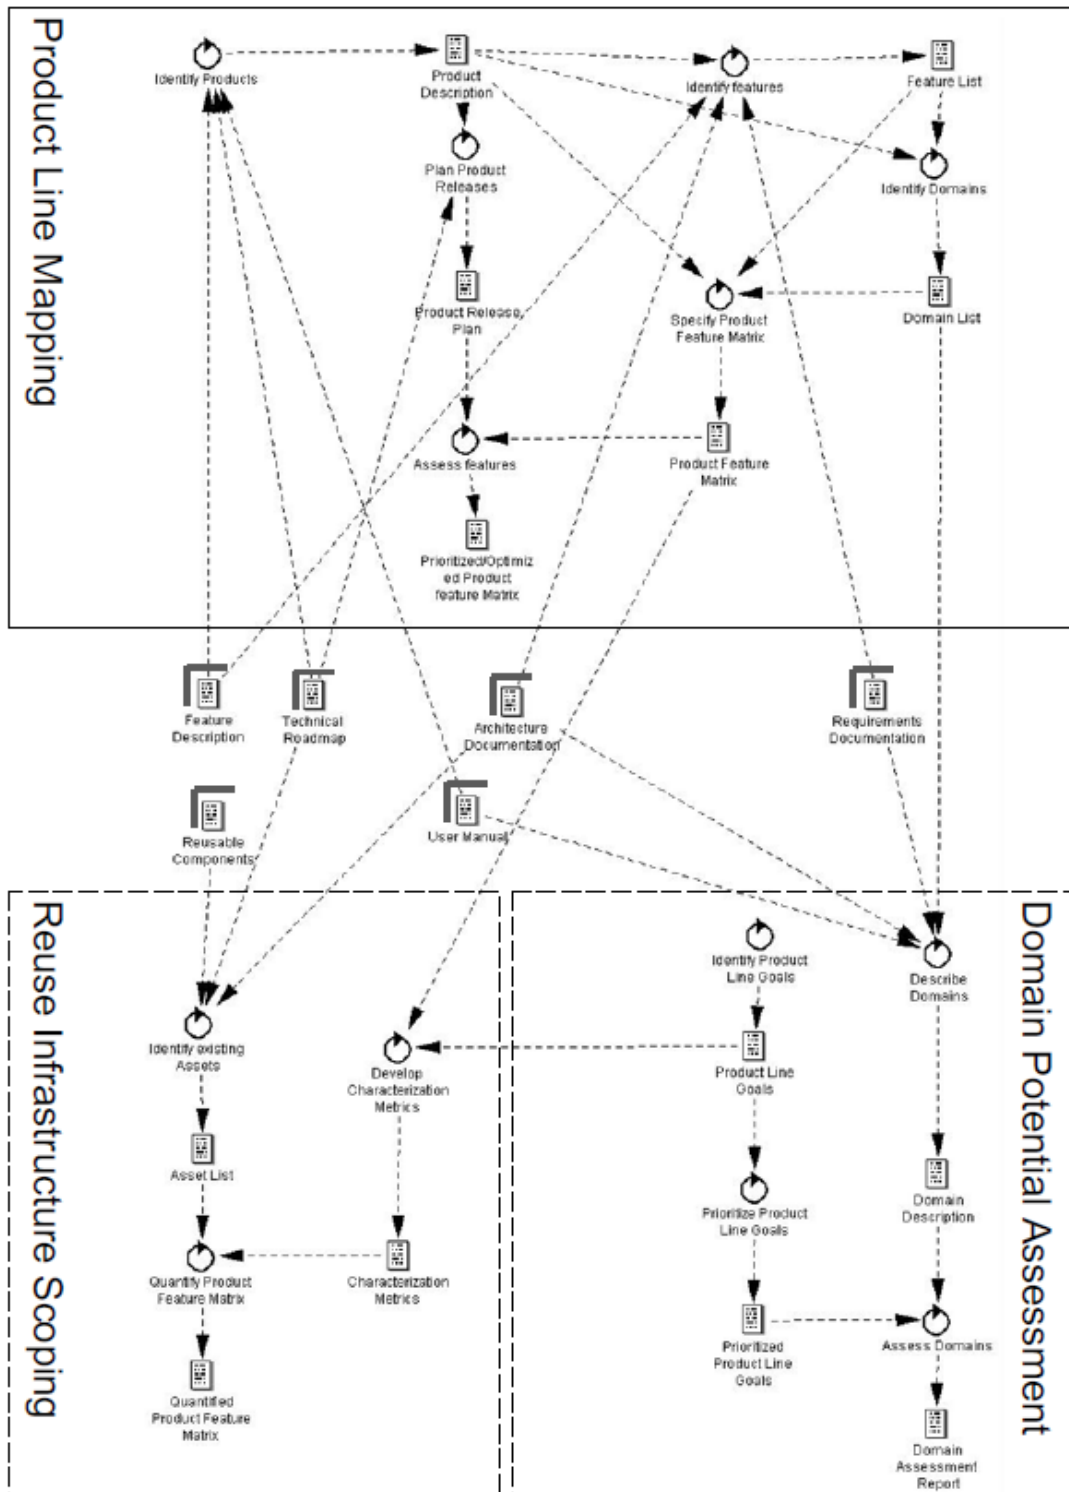 Product Line Mapping
Identify Products
Product
Description
Identify features
Feature List
Plan Product
Releases
Identify Domains
Product Release
Plan
Specify Product
Feature Matrix
Domain List
Assess features
Product Feature
Matrix
Prioritized/Optimiz
ed Product
feature Matrix
Feature
Description
Technical
Roadmap
Architecture
Documentation
Requirements
Documentation
Reusable
Components
User Manual
Reuse Infrastructure Scoping
Identify existing
Assets
Develop
Characterization
Metrics
Asset List
Quantify Product
Feature Matrix
Characterization
Metrics
Quantified
Product Feature
Matrix
Domain Potential Assessment
Identify Product
Line Goals
Describe
Domains
Product Line
Goals
Prioritize Product
Line Goals
Domain
Description
Prioritized
Product Line
Goals
Assess Domains
Domain
Assessment
Report